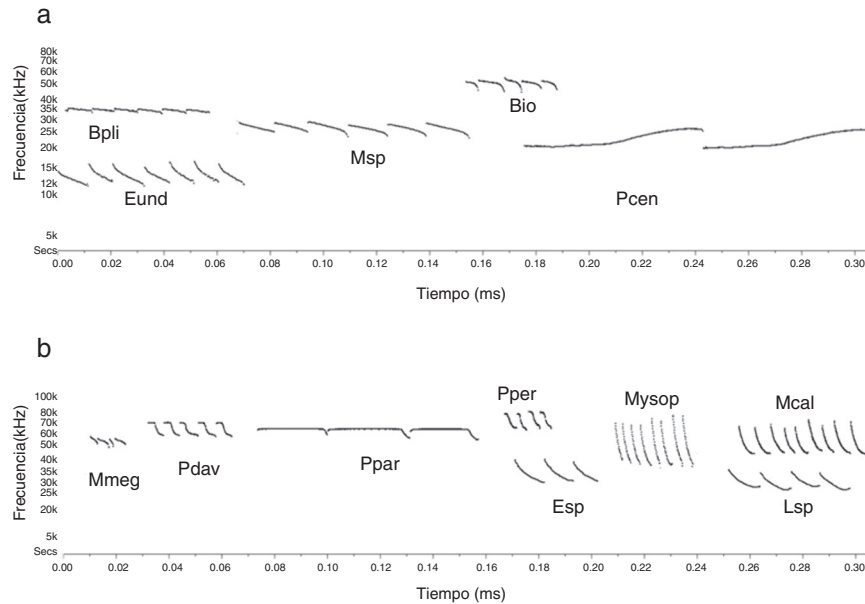 a
Frecuencia(kHz)
80k
70k
60k
50k
40k
35k
30k
25k
20k
15k
12k
10k
5k
Secs
Bpli
Eund
Msp
Bio
Pcen
0.00 0.02 0.04 0.06 0.08 0.10 0.12 0.14 0.16 0.18 0.20 0.22 0.24 0.26 0.28 0.30
Tiempo (ms)
b
Frecuencia(kHz)
100k
80k
70k
60k
50k
40k
35k
30k
25k
20k
5k
Secs
Mmeg
Pdav
Ppar
Pper
Esp
Mysop
Mcal
Lsp
0.00 0.02 0.04 0.06 0.08 0.10 0.12 0.14 0.16 0.18 0.20 0.22 0.24 0.26 0.28 0.30
Tiempo (ms)